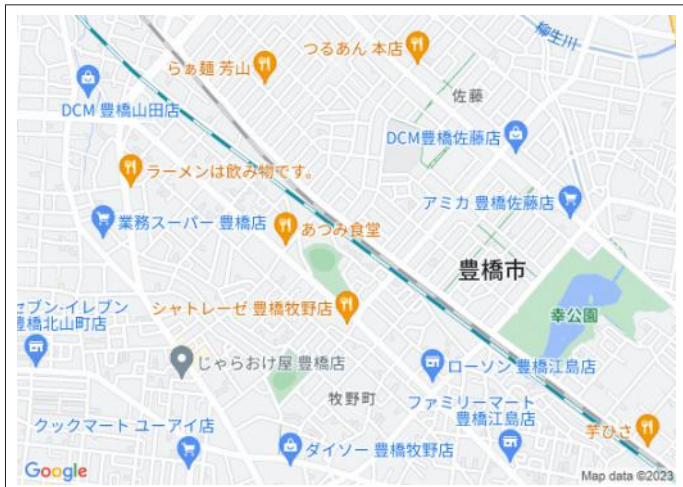 柳生川
つるあん 本店
らぁ麺 芳山
佐藤
DCM 豊橋山田店
DCM豊橋佐藤店
ラーメンは飲み物です。
アミカ 豊橋佐藤店
業務スーパー 豊橋店
あつみ食堂
豊橋市
シャトレーゼ 豊橋牧野店
セブン-イレブン
豊橋北山町店
幸公園
じゃらおけ屋 豊橋店
ローソン 豊橋江島店
牧野町
ファミリーマート
豊橋江島店
クックマート ユーアイ店
芋ひさ
ダイソー 豊橋牧野店
Google
Map data ©2023